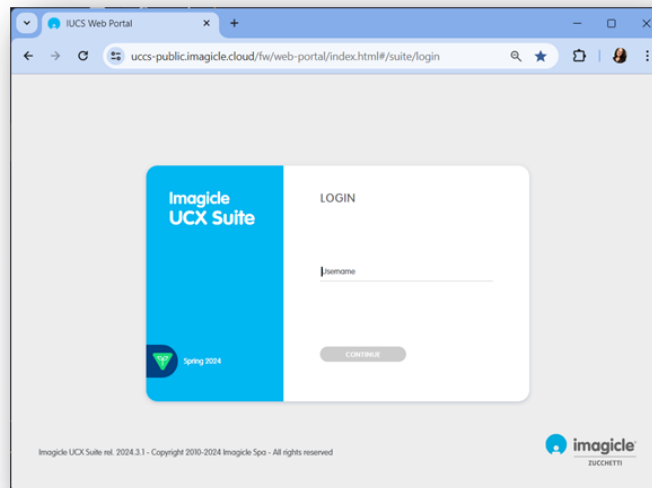 IUCS Web Portal
uccs-public.imagicle.cloud/fw/web-portal/index.html#/suite/login
Imagicle
UCX Suite
LOGIN
Username
CONTINUE
Spring 2024
Imagicle UCX Suite rel. 2024.3.1 - Copyright 2010-2024 Imagicle Spa - All rights reserved
imagicle
ZUCCHETTI